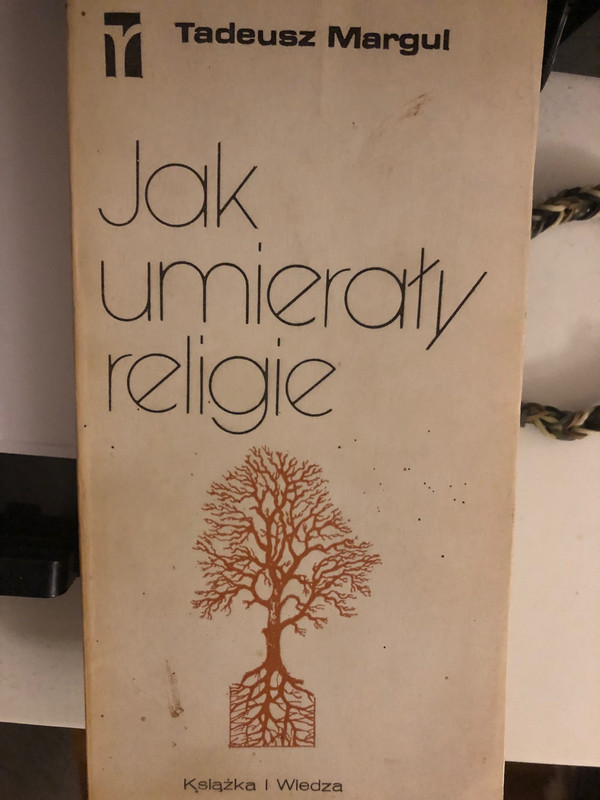 r
Tadeusz Margul
Jak
umierały
religie
Książka i Wiedza